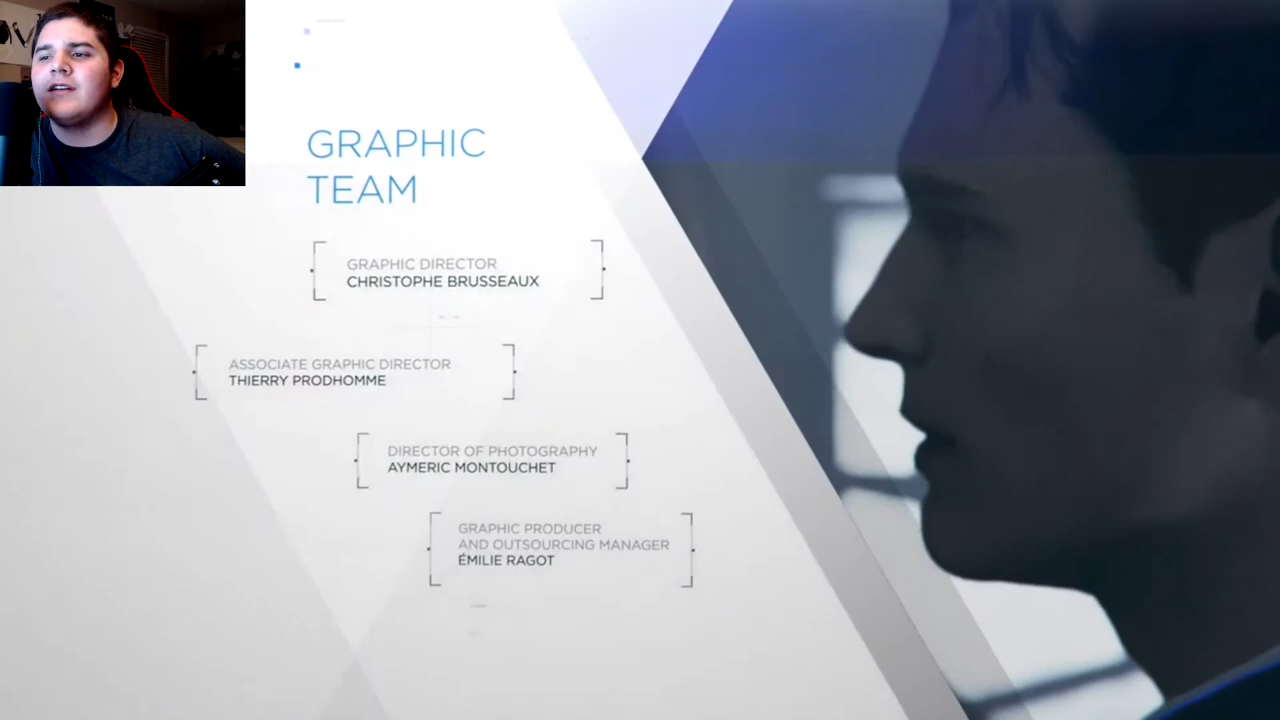 GRAPHIC
TEAM
GRAPHIC DIRECTOR
CHRISTOPHE BRUSSEAUX
ASSOCIATE GRAPHIC DIRECTOR
THIERRY PRODHOMME
DIRECTOR OF PHOTOGRAPHY
AYMERIC MONTOUCHET
GRAPHIC PRODUCER
AND OUTSOURCING MANAGER
ÉMILIE RAGOT